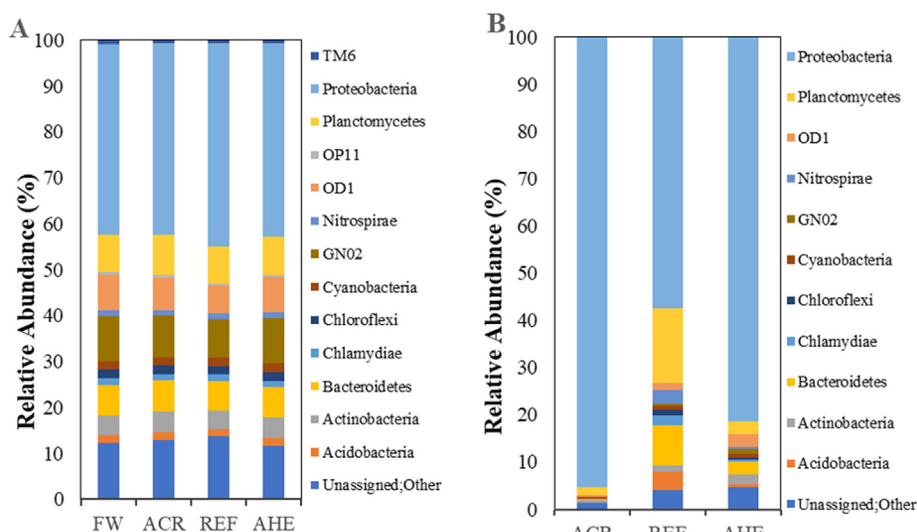 A
Relative Abundance (%)
100
90
80
70
60
50
40
30
20
10
0
FW ACR REF AHE
TM6
Proteobacteria
Planctomycetes
OP11
OD1
Nitrospirae
GN02
Cyanobacteria
Chloroflexi
Chlamydiae
Bacteroidetes
Actinobacteria
Acidobacteria
Unassigned;Other
B
Relative Abundance (%)
100
90
80
70
60
50
40
30
20
10
0
ACR REF AHE
Proteobacteria
Planctomycetes
OD1
Nitrospirae
GN02
Cyanobacteria
Chloroflexi
Chlamydiae
Bacteroidetes
Actinobacteria
Acidobacteria
Unassigned;Other